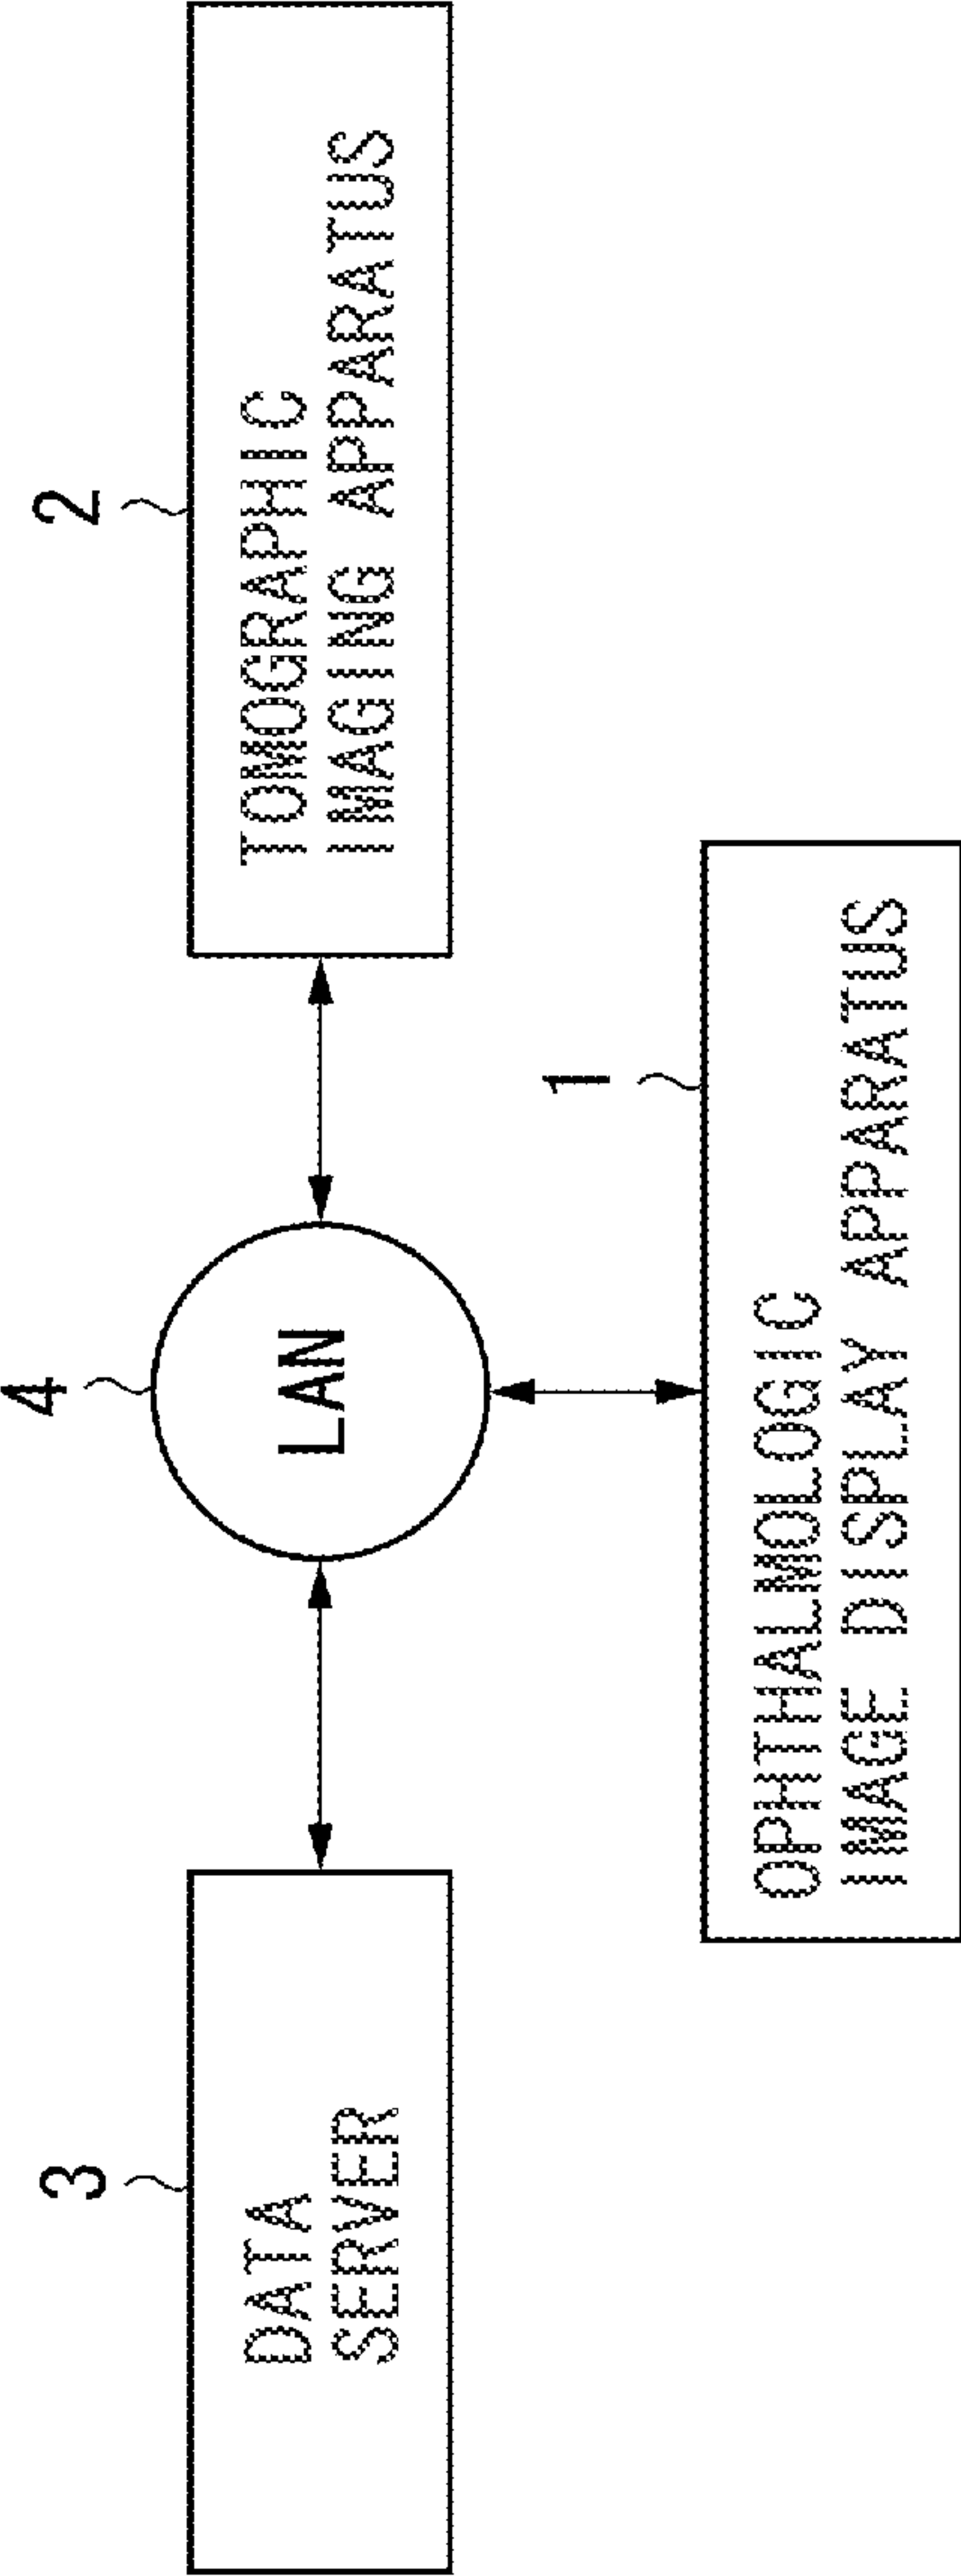 4
3
2
DATA
SERVER
LAN
TOMOGRAPHIC
IMAGING APPARATUS
1
OPHTHALMOLOGIC
IMAGE DISPLAY APPARATUS